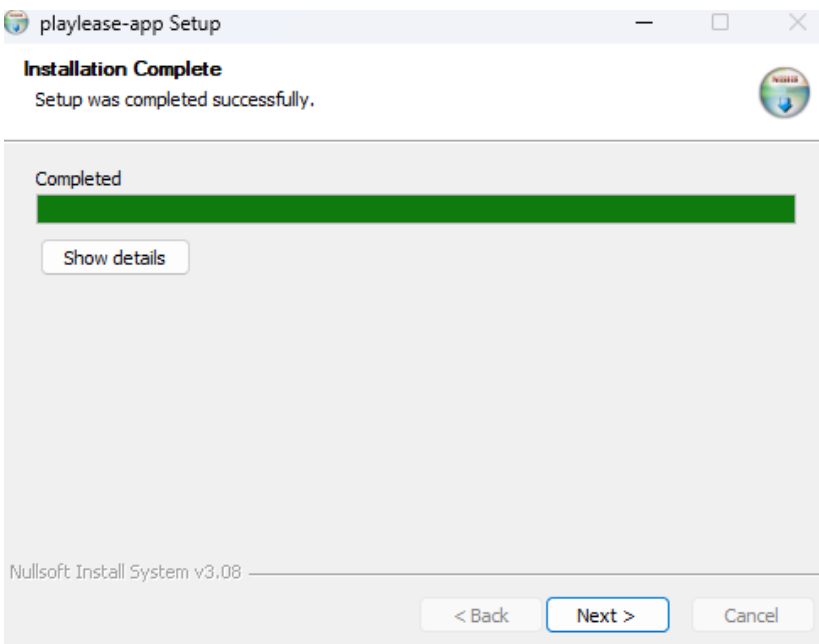 playlease-app Setup
Installation Complete
Setup was completed successfully.
Completed
Show details
Nullsoft Install System v3.08
< Back
Next >
Cancel